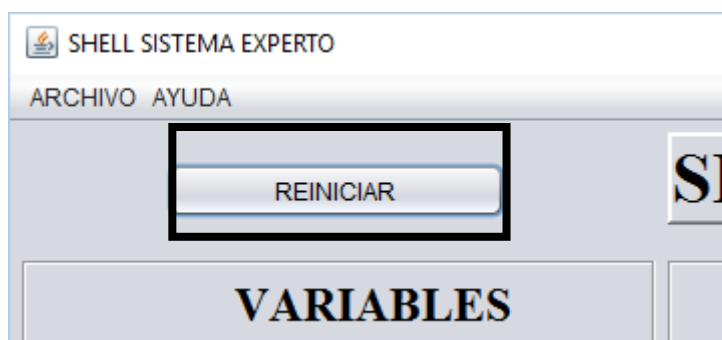 SHELL SISTEMA EXPERTO
ARCHIVO AYUDA
REINICIAR
VARIABLES